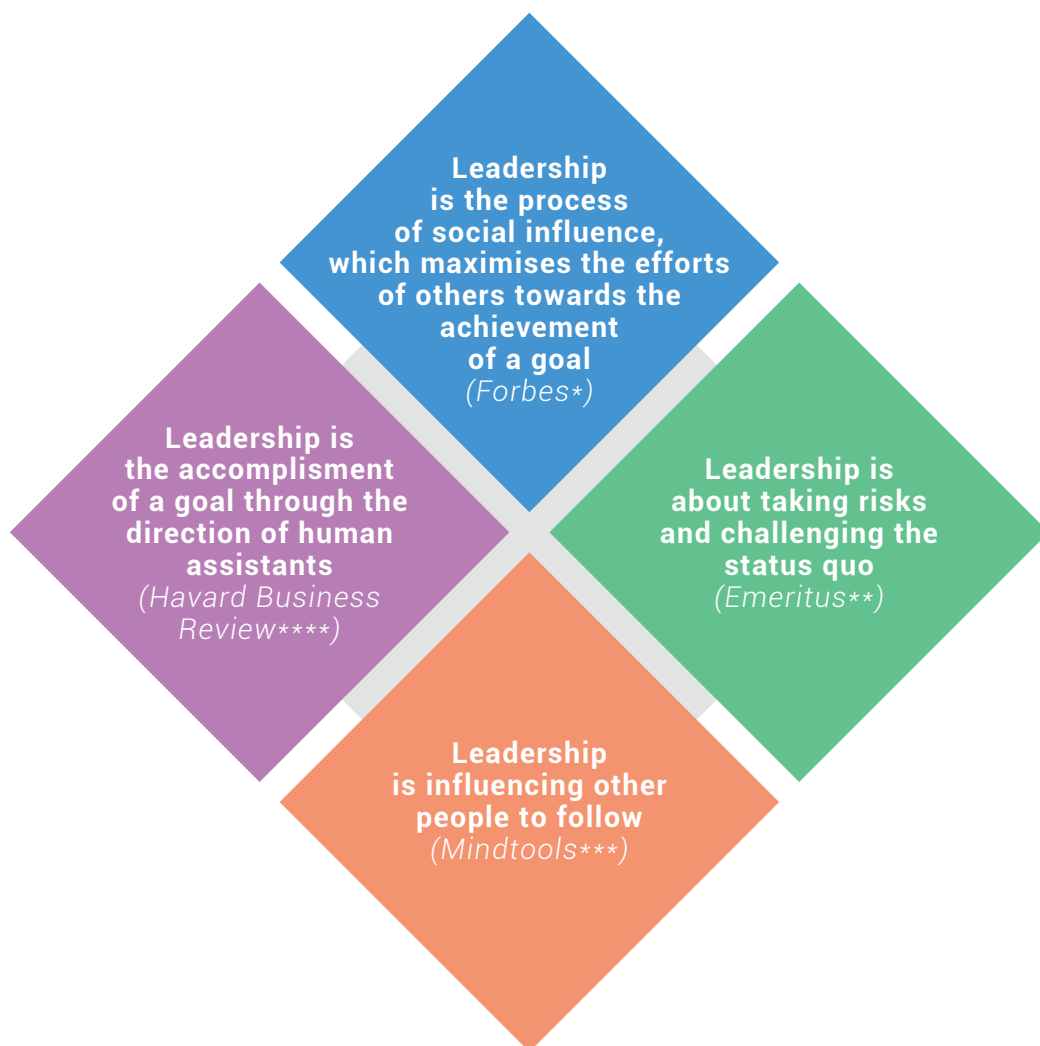 Leadership
is the process
of social influence,
which maximises the efforts
of others towards the
achievement
of a goal
(Forbes*)
Leadership is
the accomplisment
of a goal through the
direction of human
assistants
(Havard Business
Review****)
Leadership is
about taking risks
and challenging the
status quo
(Emeritus**)
Leadership
is influencing other
people to follow
(Mindtools***)